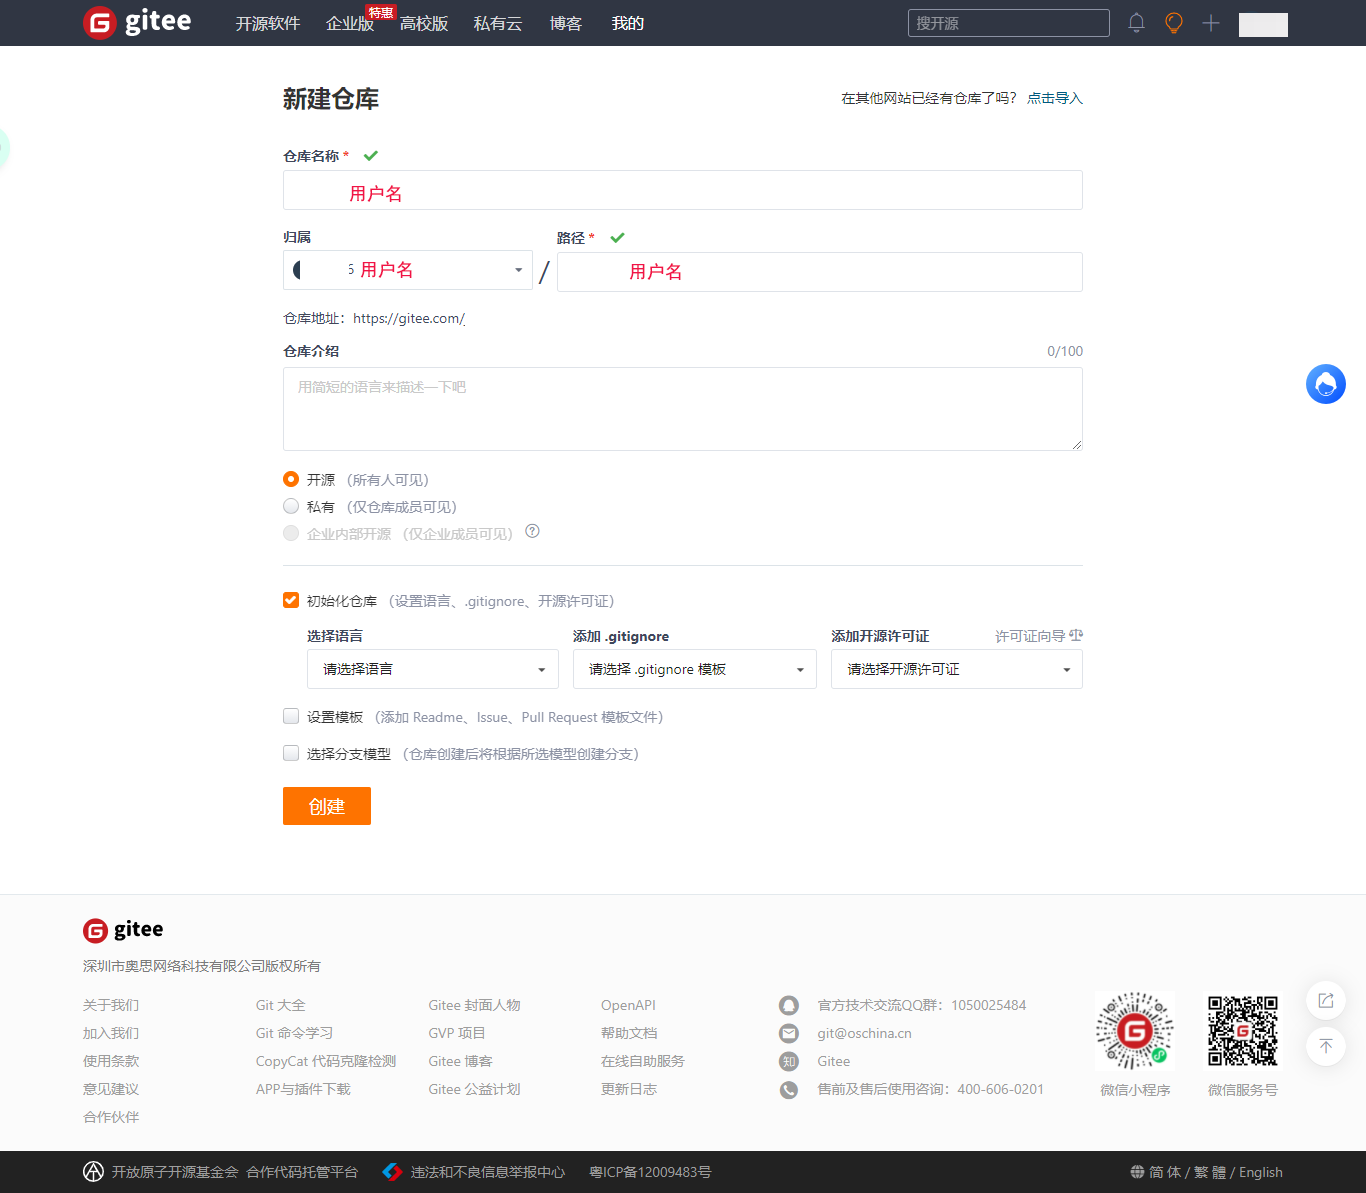 gitee 开源软件 企业版 特惠 高校版 私有云 博客 我的 搜开源
新建仓库
在其他网站已经有仓库了吗? 点击导入
仓库名称 *
用户名
归属 路径 *
6 用户名 / 用户名
仓库地址：https://gitee.com/
仓库介绍 0/100
用简短的语言来描述一下吧
开源 （所有人可见）
私有 （仅仓库成员可见）
企业内部开源 （仅企业成员可见） ?
初始化仓库 （设置语言、.gitignore、开源许可证）
选择语言 添加 .gitignore 添加开源许可证 许可证向导
请选择语言 请选择 .gitignore 模板 请选择开源许可证
设置模板 （添加 Readme、Issue、Pull Request 模板文件）
选择分支模型 （仓库创建后将根据所选模型创建分支）
创建
gitee
深圳市奥思网络科技有限公司版权所有
关于我们 Git 大全 Gitee 封面人物 OpenAPI 官方技术交流QQ群：1050025484
加入我们 Git 命令学习 GVP 项目 帮助文档 git@oschina.cn
使用条款 CopyCat 代码克隆检测 Gitee 博客 在线自助服务 知 Gitee
意见建议 APP与插件下载 Gitee 公益计划 更新日志 售前及售后使用咨询：400-606-0201
合作伙伴
微信小程序 微信服务号
开放原子开源基金会 合作代码托管平台 违法和不良信息举报中心 粤ICP备12009483号 简 体 / 繁 體 / English